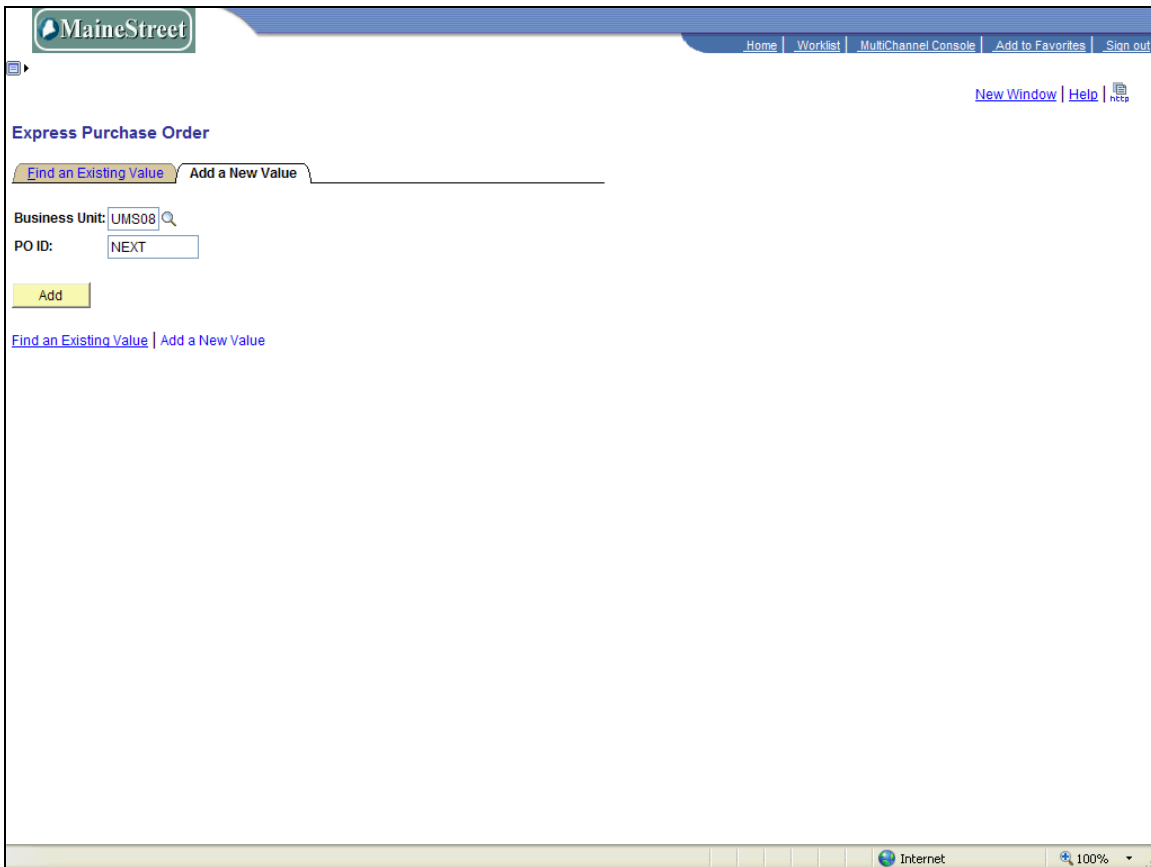 MaineStreet
Home Worklist MultiChannel Console Add to Favorites Sign out
New Window Help http
Express Purchase Order
Find an Existing Value Add a New Value
Business Unit: UMS08
PO ID: NEXT
Add
Find an Existing Value Add a New Value
Internet 100%